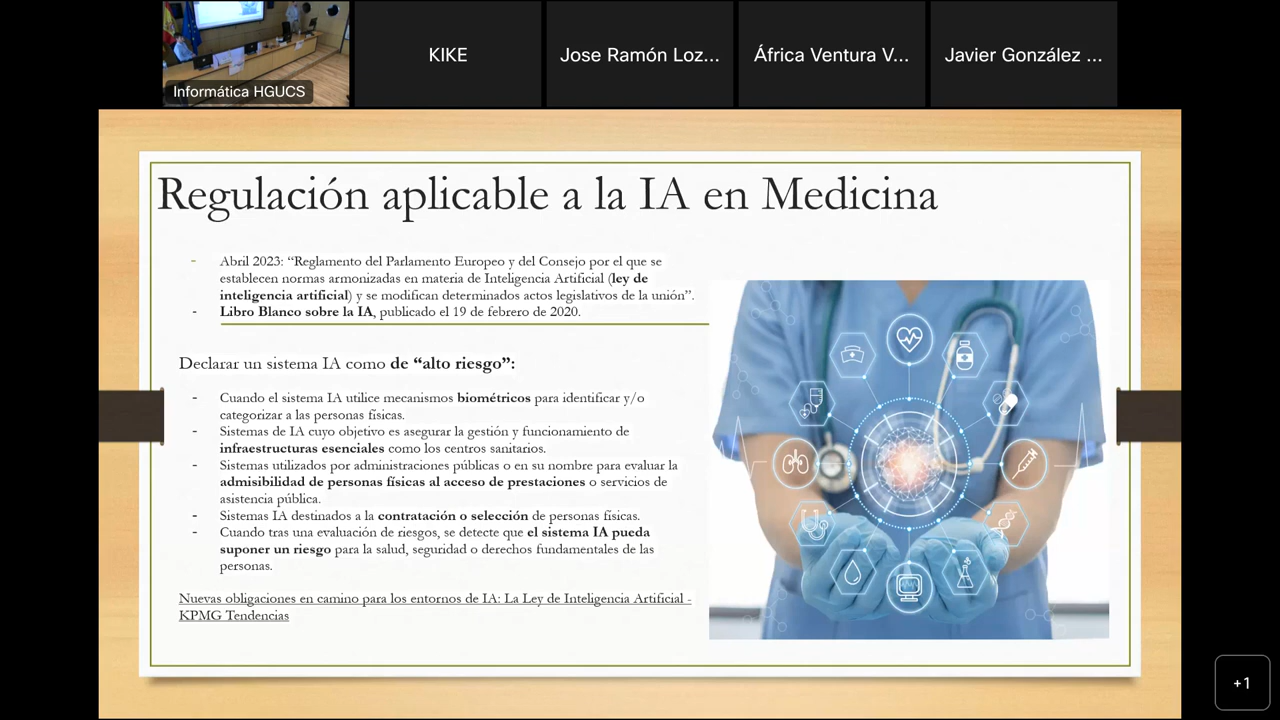 Informática HGUCS
KIKE
Jose Ramón Loz...
África Ventura V...
Javier González ...
Regulación aplicable a la IA en Medicina
- Abril 2023: “Reglamento del Parlamento Europeo y del Consejo por el que se
establecen normas armonizadas en materia de Inteligencia Artificial (ley de
inteligencia artificial) y se modifican determinados actos legislativos de la unión”.
- Libro Blanco sobre la IA, publicado el 19 de febrero de 2020.
Declarar un sistema IA como de “alto riesgo”:
- Cuando el sistema IA utilice mecanismos biométricos para identificar y/o
categorizar a las personas físicas.
- Sistemas de IA cuyo objetivo es asegurar la gestión y funcionamiento de
infraestructuras esenciales como los centros sanitarios.
- Sistemas utilizados por administraciones públicas o en su nombre para evaluar la
admisibilidad de personas físicas al acceso de prestaciones o servicios de
asistencia pública.
- Sistemas IA destinados a la contratación o selección de personas físicas.
- Cuando tras una evaluación de riesgos, se detecte que el sistema IA pueda
suponer un riesgo para la salud, seguridad o derechos fundamentales de las
personas.
Nuevas obligaciones en camino para los entornos de IA: La Ley de Inteligencia Artificial -
KPMG Tendencias
+1